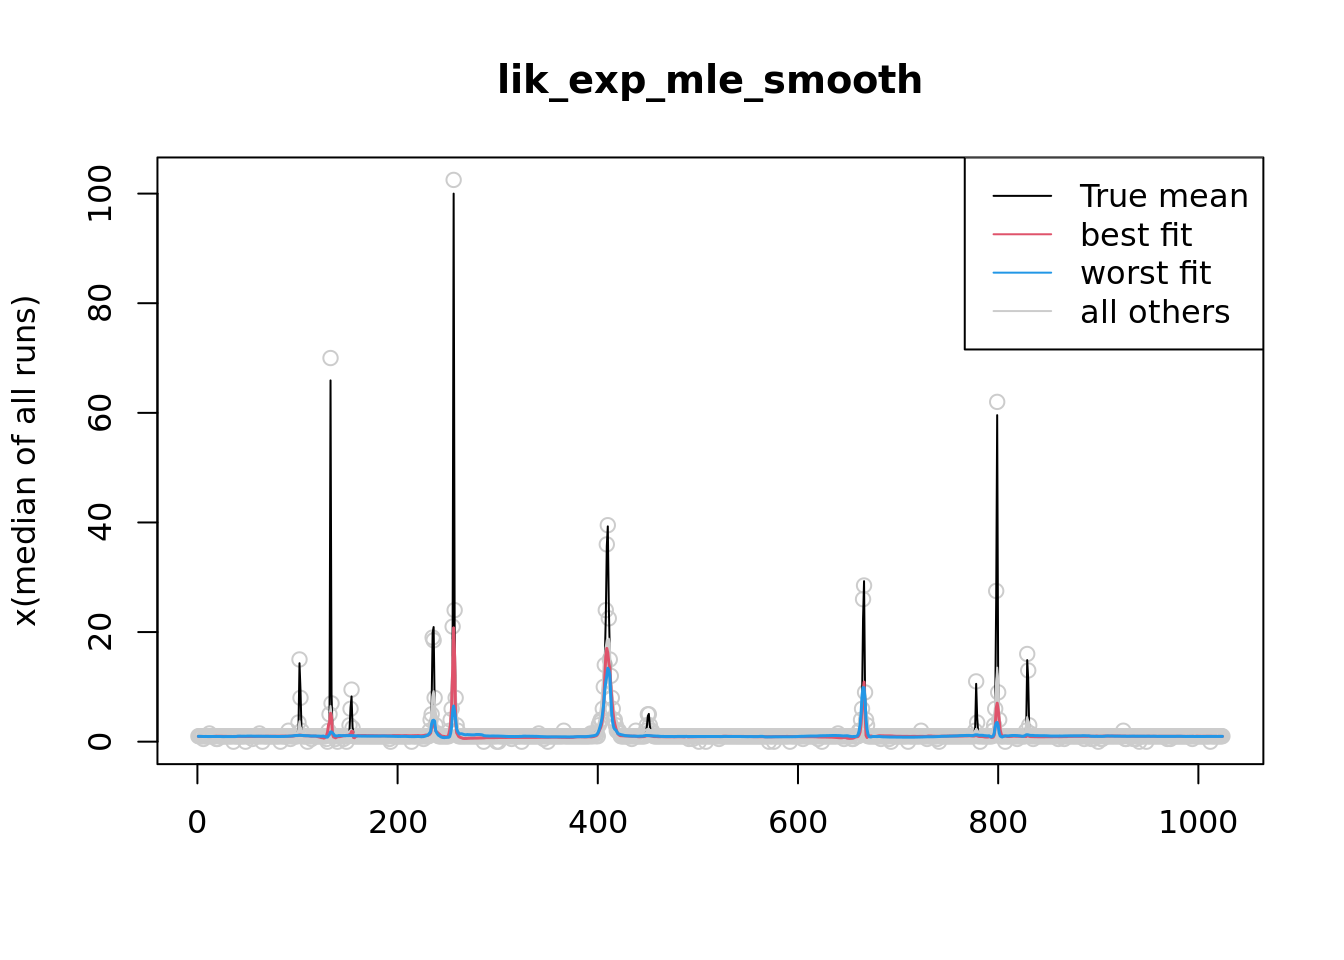 lik_exp_mle_smooth
x(median of all runs)
100
80
60
40
20
0
True mean
best fit
worst fit
all others
0 200 400 600 800 1000